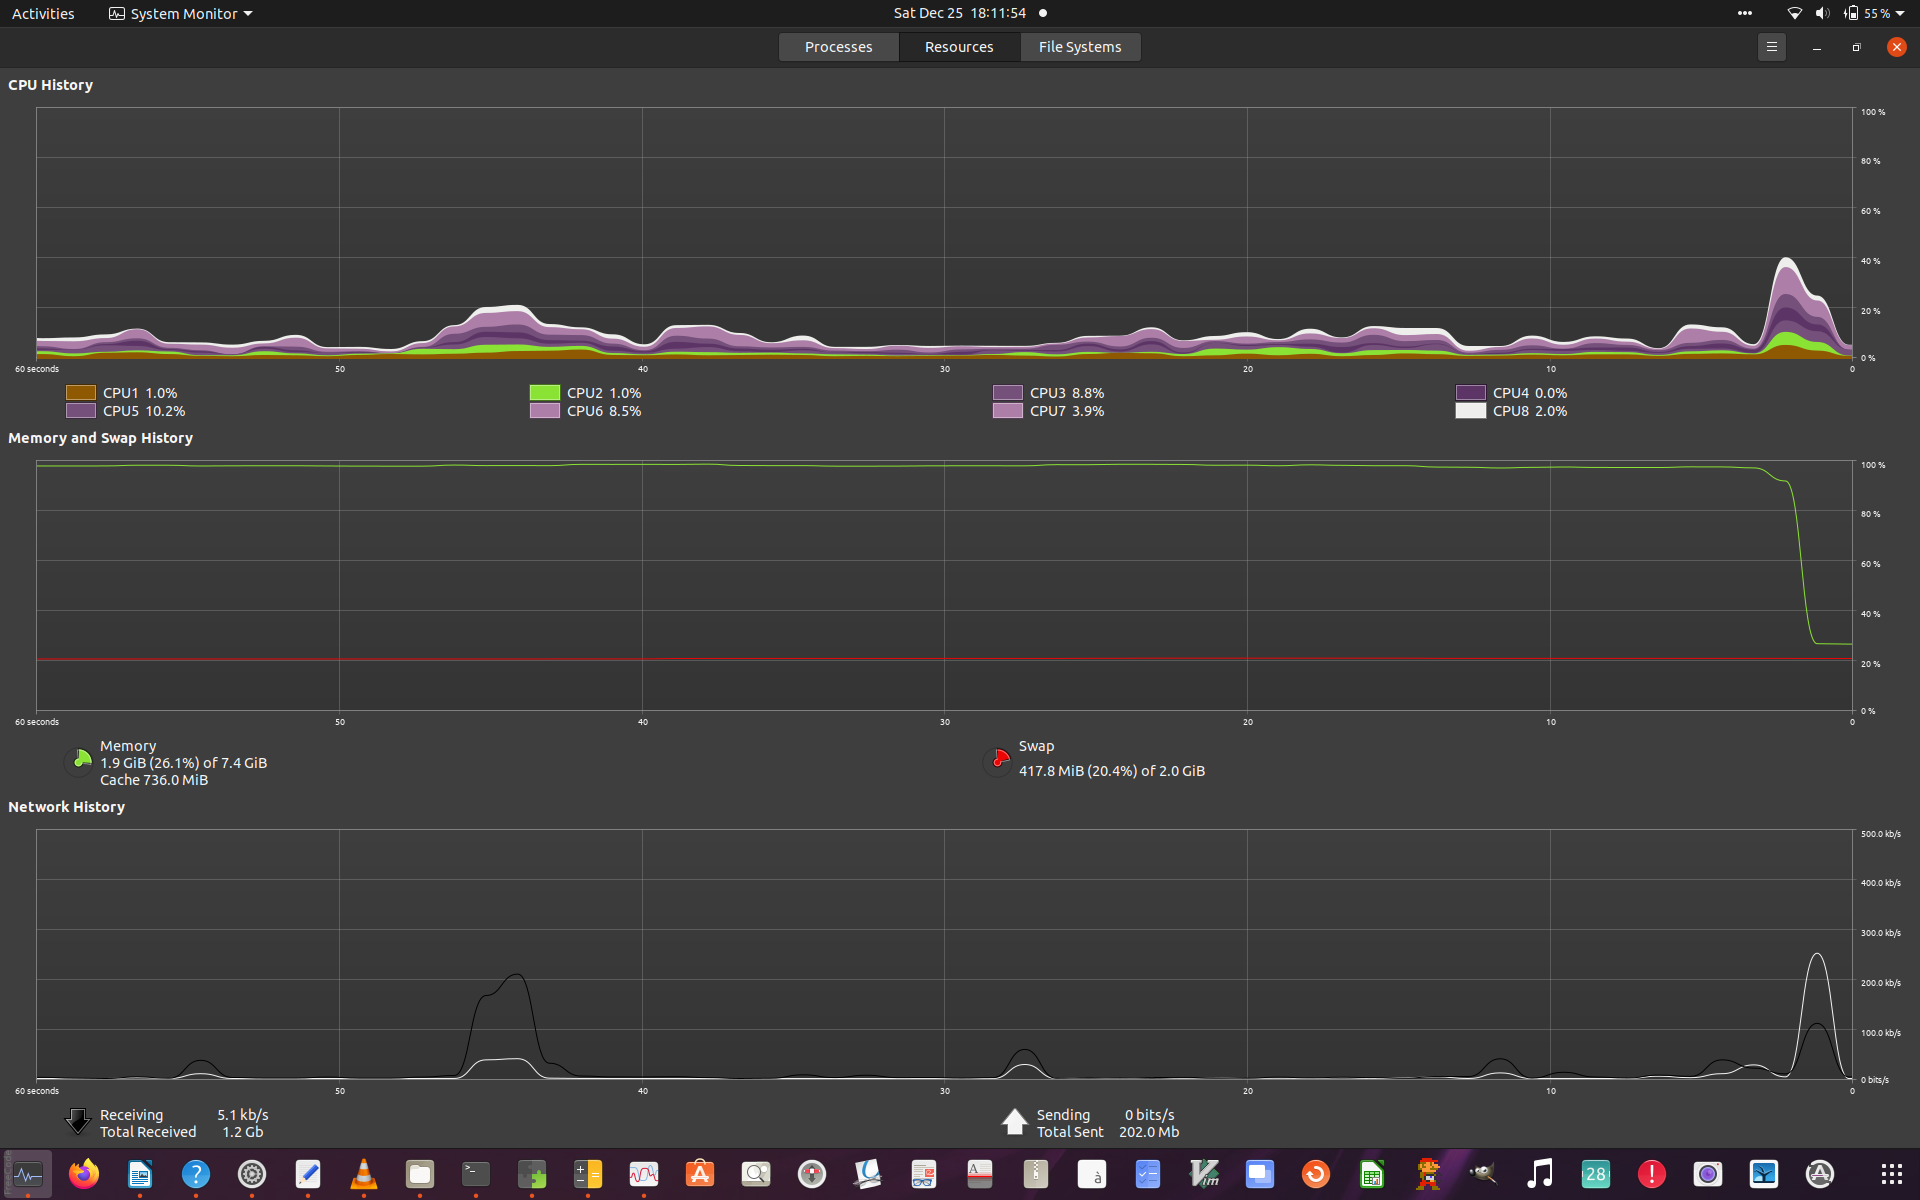 Activities
System Monitor
Sat Dec 25 18:11:54
55 %
Processes
Resources
File Systems
CPU History
100 %
80 %
60 %
40 %
20 %
0 %
60 seconds 50 40 30 20 10 0
CPU1 1.0% CPU2 1.0% CPU3 8.8% CPU4 0.0%
CPU5 10.2% CPU6 8.5% CPU7 3.9% CPU8 2.0%
Memory and Swap History
100 %
80 %
60 %
40 %
20 %
0 %
60 seconds 50 40 30 20 10 0
Memory
1.9 GiB (26.1%) of 7.4 GiB
Cache 736.0 MiB
Swap
417.8 MiB (20.4%) of 2.0 GiB
Network History
500.0 kb/s
400.0 kb/s
300.0 kb/s
200.0 kb/s
100.0 kb/s
0 bits/s
60 seconds 50 40 30 20 10 0
Receiving 5.1 kb/s
Total Received 1.2 Gb
Sending 0 bits/s
Total Sent 202.0 Mb
?
>_
A
à
Vim
28
!